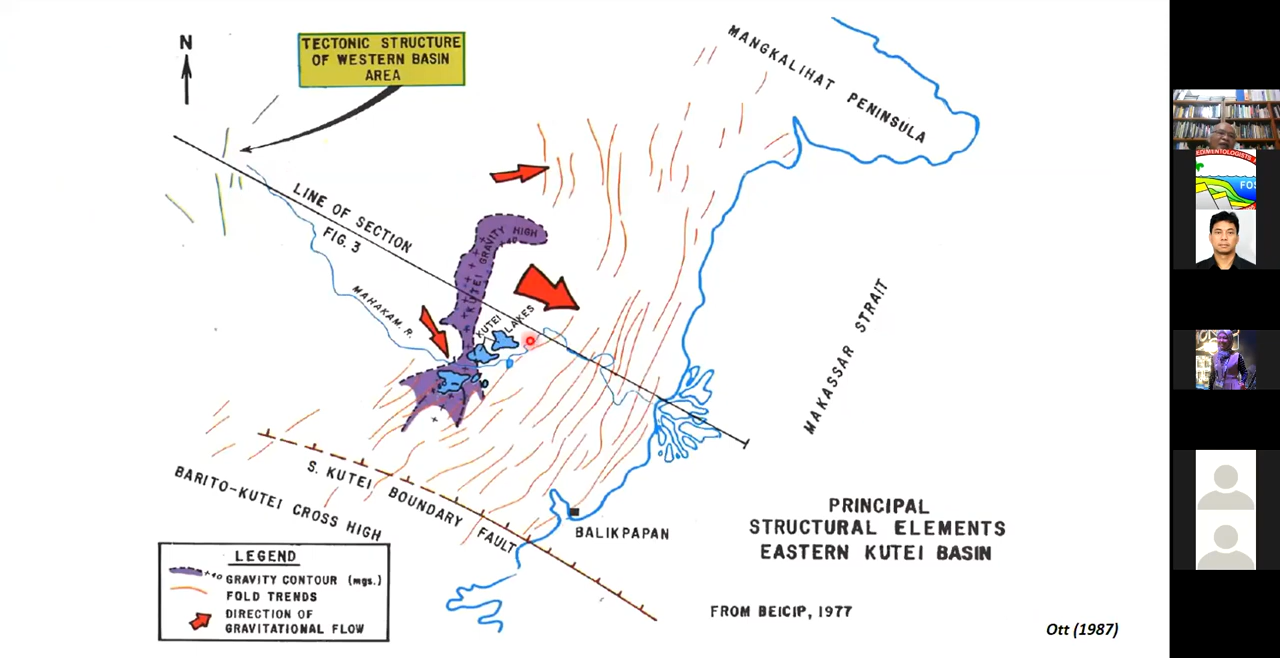 N
TECTONIC STRUCTURE
OF WESTERN BASIN
AREA
MANGKALIHAT PENINSULA
LINE OF SECTION
FIG. 3
KUTEI GRAVITY HIGH
MAHAKAM. R.
KUTEI
LAKES
MAKASSAR STRAIT
S. KUTEI BOUNDARY FAULT
BARITO-KUTEI CROSS HIGH
BALIKPAPAN
PRINCIPAL
STRUCTURAL ELEMENTS
EASTERN KUTEI BASIN
LEGEND
+40 GRAVITY CONTOUR (mgs.)
FOLD TRENDS
DIRECTION OF
GRAVITATIONAL FLOW
FROM BEICIP, 1977
Ott (1987)